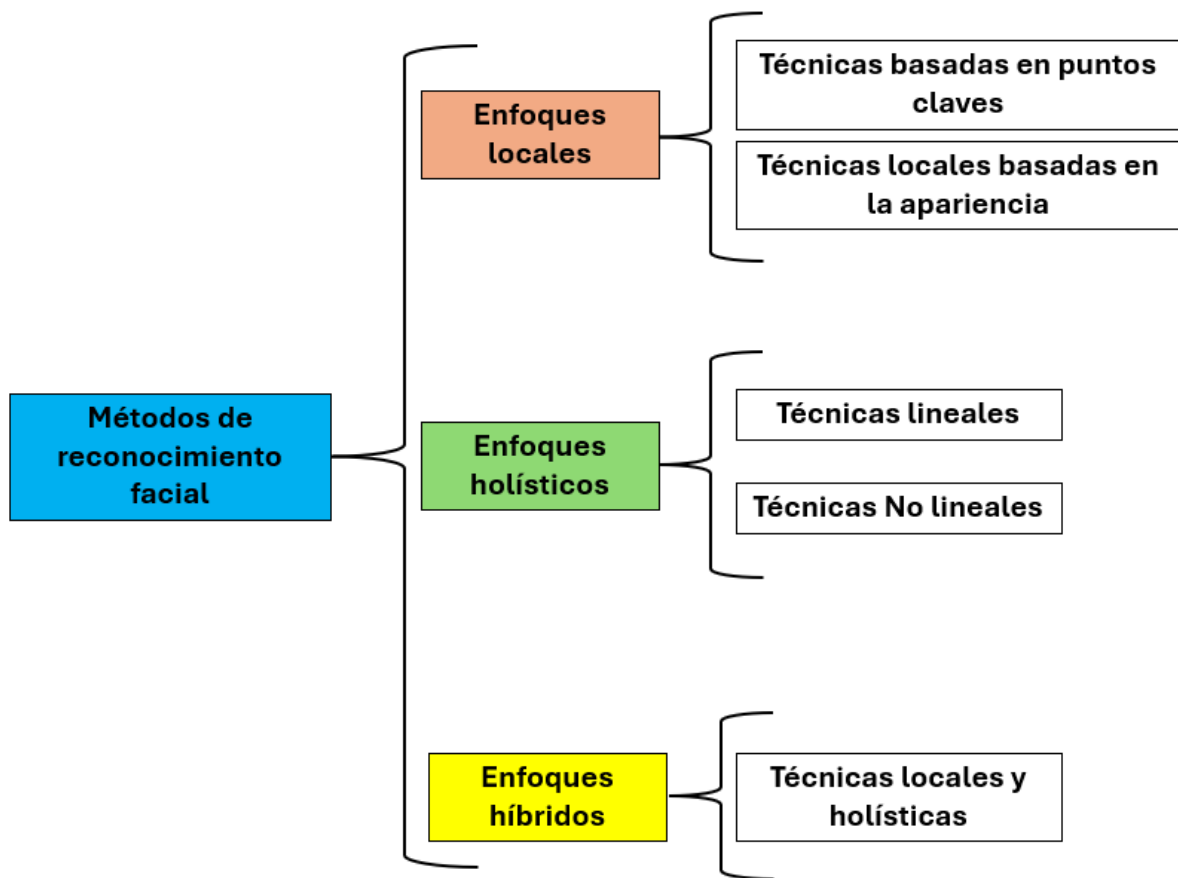 Métodos de
reconocimiento
facial
Enfoques
locales
Técnicas basadas en puntos
claves
Técnicas locales basadas en
la apariencia
Enfoques
holísticos
Técnicas lineales
Técnicas No lineales
Enfoques
híbridos
Técnicas locales y
holísticas